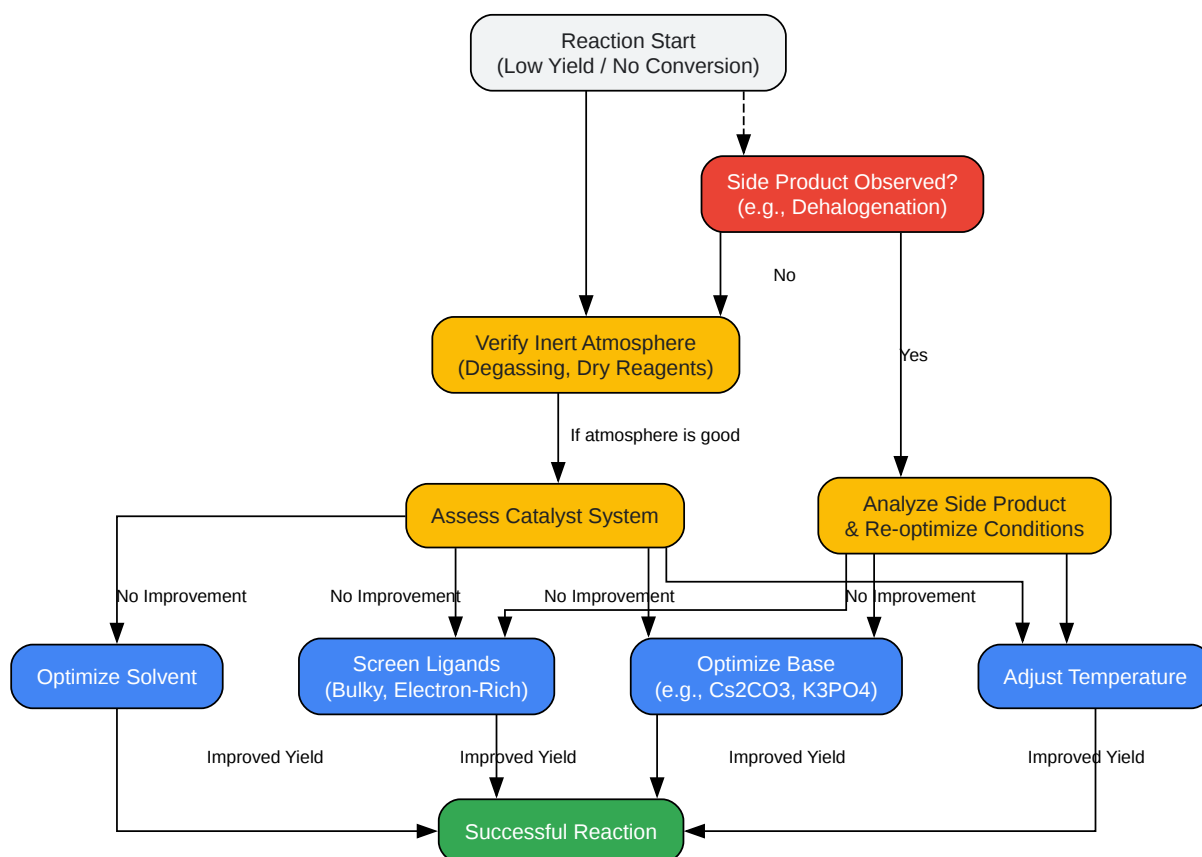 Reaction Start
(Low Yield / No Conversion)
Side Product Observed?
(e.g., Dehalogenation)
No
Verify Inert Atmosphere
(Degassing, Dry Reagents)
Yes
If atmosphere is good
Assess Catalyst System
Analyze Side Product
& Re-optimize Conditions
No Improvement
No Improvement
No Improvement
No Improvement
Optimize Solvent
Screen Ligands
(Bulky, Electron-Rich)
Optimize Base
(e.g., Cs2CO3, K3PO4)
Adjust Temperature
Improved Yield
Improved Yield
Improved Yield
Improved Yield
Successful Reaction